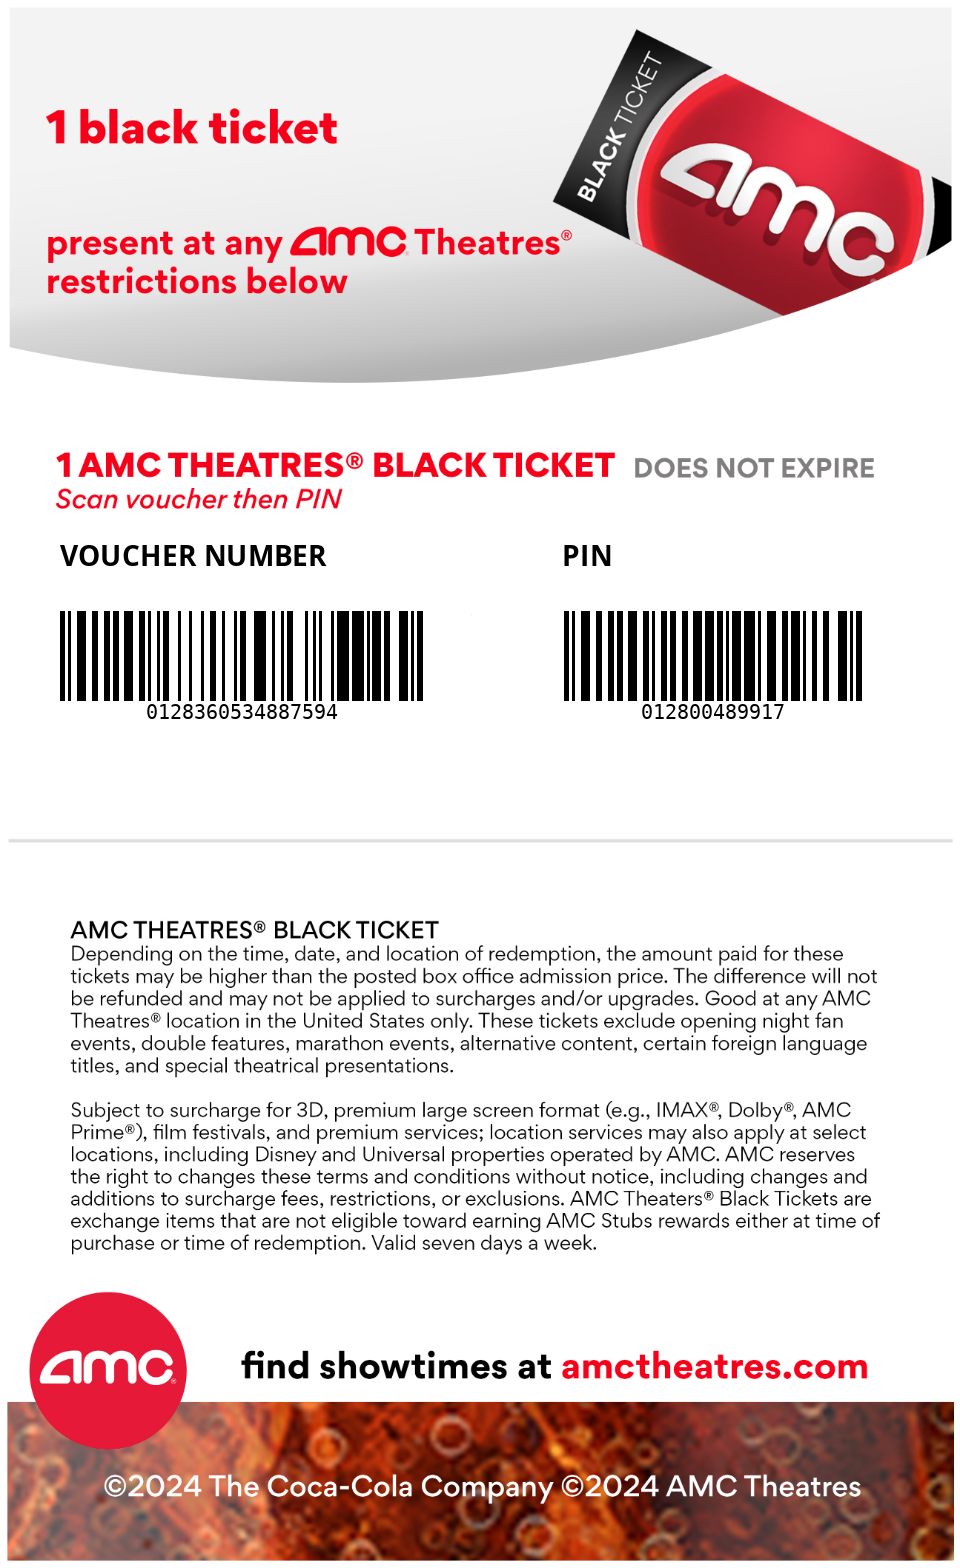 1 black ticket
BLACK TICKET
amc
present at any amc Theatres®
restrictions below
1 AMC THEATRES® BLACK TICKET DOES NOT EXPIRE
Scan voucher then PIN
VOUCHER NUMBER PIN
0128360534887594 012800489917
AMC THEATRES® BLACK TICKET
Depending on the time, date, and location of redemption, the amount paid for these
tickets may be higher than the posted box office admission price. The difference will not
be refunded and may not be applied to surcharges and/or upgrades. Good at any AMC
Theatres® location in the United States only. These tickets exclude opening night fan
events, double features, marathon events, alternative content, certain foreign language
titles, and special theatrical presentations.
Subject to surcharge for 3D, premium large screen format (e.g., IMAX®, Dolby®, AMC
Prime®), film festivals, and premium services; location services may also apply at select
locations, including Disney and Universal properties operated by AMC. AMC reserves
the right to changes these terms and conditions without notice, including changes and
additions to surcharge fees, restrictions, or exclusions. AMC Theaters® Black Tickets are
exchange items that are not eligible toward earning AMC Stubs rewards either at time of
purchase or time of redemption. Valid seven days a week.
amc®
find showtimes at amctheatres.com
©2024 The Coca-Cola Company ©2024 AMC Theatres